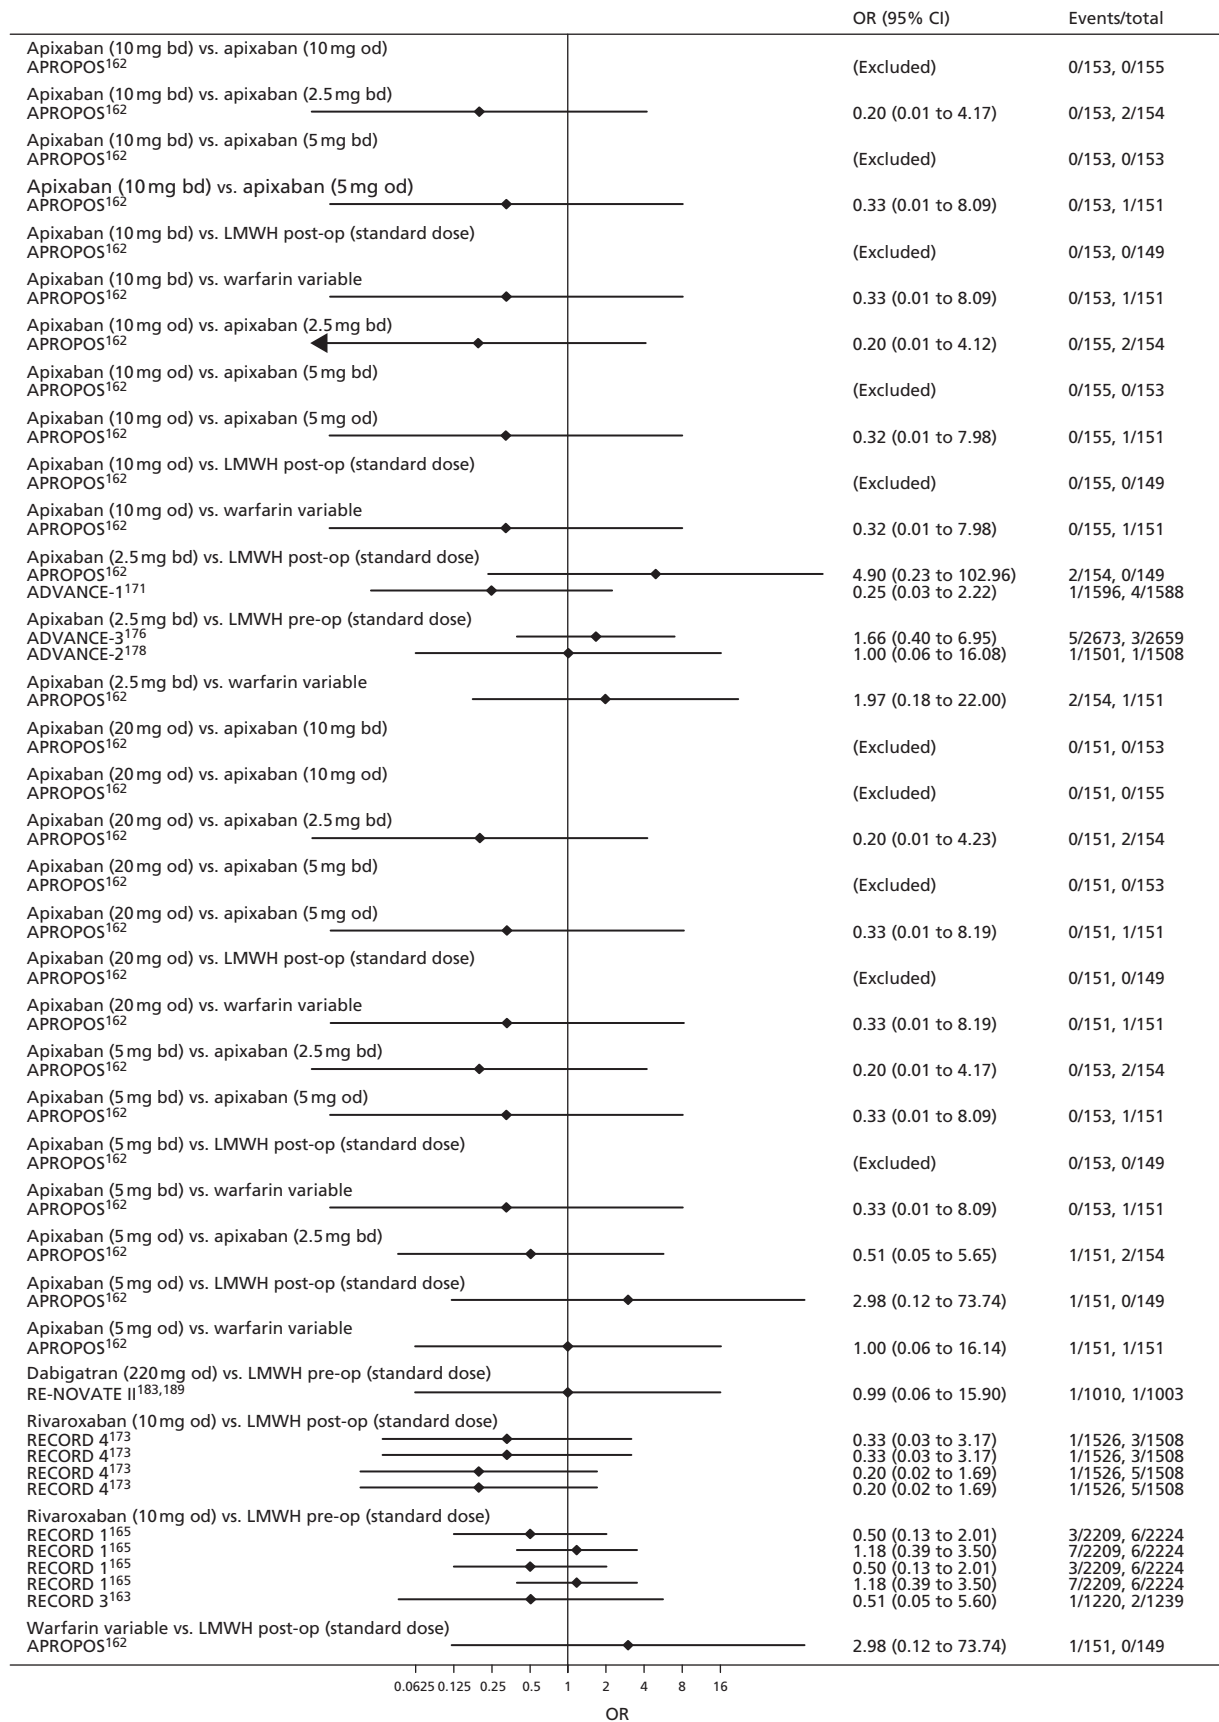 OR (95% CI) Events/total
Apixaban (10 mg bd) vs. apixaban (10 mg od)
APROPOS162 (Excluded) 0/153, 0/155
Apixaban (10 mg bd) vs. apixaban (2.5 mg bd)
APROPOS162 0.20 (0.01 to 4.17) 0/153, 2/154
Apixaban (10 mg bd) vs. apixaban (5 mg bd)
APROPOS162 (Excluded) 0/153, 0/153
Apixaban (10 mg bd) vs. apixaban (5 mg od)
APROPOS162 0.33 (0.01 to 8.09) 0/153, 1/151
Apixaban (10 mg bd) vs. LMWH post-op (standard dose)
APROPOS162 (Excluded) 0/153, 0/149
Apixaban (10 mg bd) vs. warfarin variable
APROPOS162 0.33 (0.01 to 8.09) 0/153, 1/151
Apixaban (10 mg od) vs. apixaban (2.5 mg bd)
APROPOS162 0.20 (0.01 to 4.12) 0/155, 2/154
Apixaban (10 mg od) vs. apixaban (5 mg bd)
APROPOS162 (Excluded) 0/155, 0/153
Apixaban (10 mg od) vs. apixaban (5 mg od)
APROPOS162 0.32 (0.01 to 7.98) 0/155, 1/151
Apixaban (10 mg od) vs. LMWH post-op (standard dose)
APROPOS162 (Excluded) 0/155, 0/149
Apixaban (10 mg od) vs. warfarin variable
APROPOS162 0.32 (0.01 to 7.98) 0/155, 1/151
Apixaban (2.5 mg bd) vs. LMWH post-op (standard dose)
APROPOS162 4.90 (0.23 to 102.96) 2/154, 0/149
ADVANCE-1171 0.25 (0.03 to 2.22) 1/1596, 4/1588
Apixaban (2.5 mg bd) vs. LMWH pre-op (standard dose)
ADVANCE-3176 1.66 (0.40 to 6.95) 5/2673, 3/2659
ADVANCE-2178 1.00 (0.06 to 16.08) 1/1501, 1/1508
Apixaban (2.5 mg bd) vs. warfarin variable
APROPOS162 1.97 (0.18 to 22.00) 2/154, 1/151
Apixaban (20 mg od) vs. apixaban (10 mg bd)
APROPOS162 (Excluded) 0/151, 0/153
Apixaban (20 mg od) vs. apixaban (10 mg od)
APROPOS162 (Excluded) 0/151, 0/155
Apixaban (20 mg od) vs. apixaban (2.5 mg bd)
APROPOS162 0.20 (0.01 to 4.23) 0/151, 2/154
Apixaban (20 mg od) vs. apixaban (5 mg bd)
APROPOS162 (Excluded) 0/151, 0/153
Apixaban (20 mg od) vs. apixaban (5 mg od)
APROPOS162 0.33 (0.01 to 8.19) 0/151, 1/151
Apixaban (20 mg od) vs. LMWH post-op (standard dose)
APROPOS162 (Excluded) 0/151, 0/149
Apixaban (20 mg od) vs. warfarin variable
APROPOS162 0.33 (0.01 to 8.19) 0/151, 1/151
Apixaban (5 mg bd) vs. apixaban (2.5 mg bd)
APROPOS162 0.20 (0.01 to 4.17) 0/153, 2/154
Apixaban (5 mg bd) vs. apixaban (5 mg od)
APROPOS162 0.33 (0.01 to 8.09) 0/153, 1/151
Apixaban (5 mg bd) vs. LMWH post-op (standard dose)
APROPOS162 (Excluded) 0/153, 0/149
Apixaban (5 mg bd) vs. warfarin variable
APROPOS162 0.33 (0.01 to 8.09) 0/153, 1/151
Apixaban (5 mg od) vs. apixaban (2.5 mg bd)
APROPOS162 0.51 (0.05 to 5.65) 1/151, 2/154
Apixaban (5 mg od) vs. LMWH post-op (standard dose)
APROPOS162 2.98 (0.12 to 73.74) 1/151, 0/149
Apixaban (5 mg od) vs. warfarin variable
APROPOS162 1.00 (0.06 to 16.14) 1/151, 1/151
Dabigatran (220 mg od) vs. LMWH pre-op (standard dose)
RE-NOVATE II183,189 0.99 (0.06 to 15.90) 1/1010, 1/1003
Rivaroxaban (10 mg od) vs. LMWH post-op (standard dose)
RECORD 4173 0.33 (0.03 to 3.17) 1/1526, 3/1508
RECORD 4173 0.33 (0.03 to 3.17) 1/1526, 3/1508
RECORD 4173 0.20 (0.02 to 1.69) 1/1526, 5/1508
RECORD 4173 0.20 (0.02 to 1.69) 1/1526, 5/1508
Rivaroxaban (10 mg od) vs. LMWH pre-op (standard dose)
RECORD 1165 0.50 (0.13 to 2.01) 3/2209, 6/2224
RECORD 1165 1.18 (0.39 to 3.50) 7/2209, 6/2224
RECORD 1165 0.50 (0.13 to 2.01) 3/2209, 6/2224
RECORD 1165 1.18 (0.39 to 3.50) 7/2209, 6/2224
RECORD 3163 0.51 (0.05 to 5.60) 1/1220, 2/1239
Warfarin variable vs. LMWH post-op (standard dose)
APROPOS162 2.98 (0.12 to 73.74) 1/151, 0/149
0.0625 0.125 0.25 0.5 1 2 4 8 16
OR